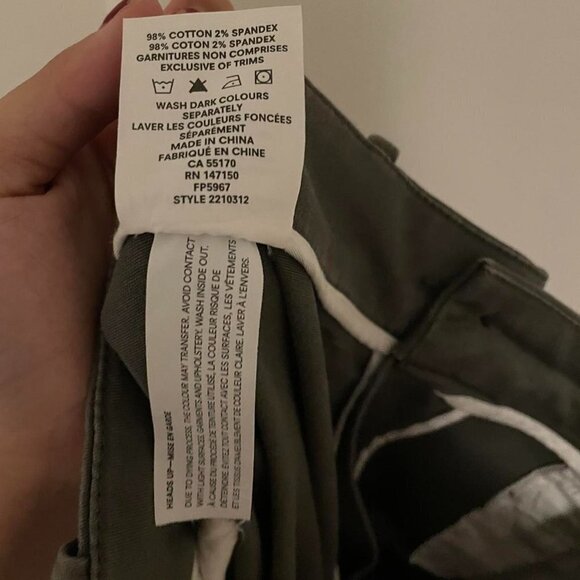 98% COTTON 2% SPANDEX
98% COTON 2% SPANDEX
GARNITURES NON COMPRISES
EXCLUSIVE OF TRIMS
WASH DARK COLOURS
SEPARATELY
LAVER LES COULEURS FONCÉES
SÉPARÉMENT
MADE IN CHINA
FABRIQUÉ EN CHINE
CA 55170
RN 147150
FP5967
STYLE 2210312
HEADS UP—MISE EN GARDE
DUE TO DYEING PROCESS, THE COLOUR MAY TRANSFER. AVOID CONTACT
WITH LIGHT SURFACES, GARMENTS AND UPHOLSTERY. WASH INSIDE OUT.
À CAUSE DU PROCÉDÉ DE TEINTURE UTILISÉ, LA COULEUR RISQUE DE
DÉTEINDRE. ÉVITEZ TOUT CONTACT AVEC LES SURFACES, LES VÊTEMENTS
ET LES TISSUS D'AMEUBLEMENT DE COULEUR CLAIRE. LAVER À L'ENVERS.